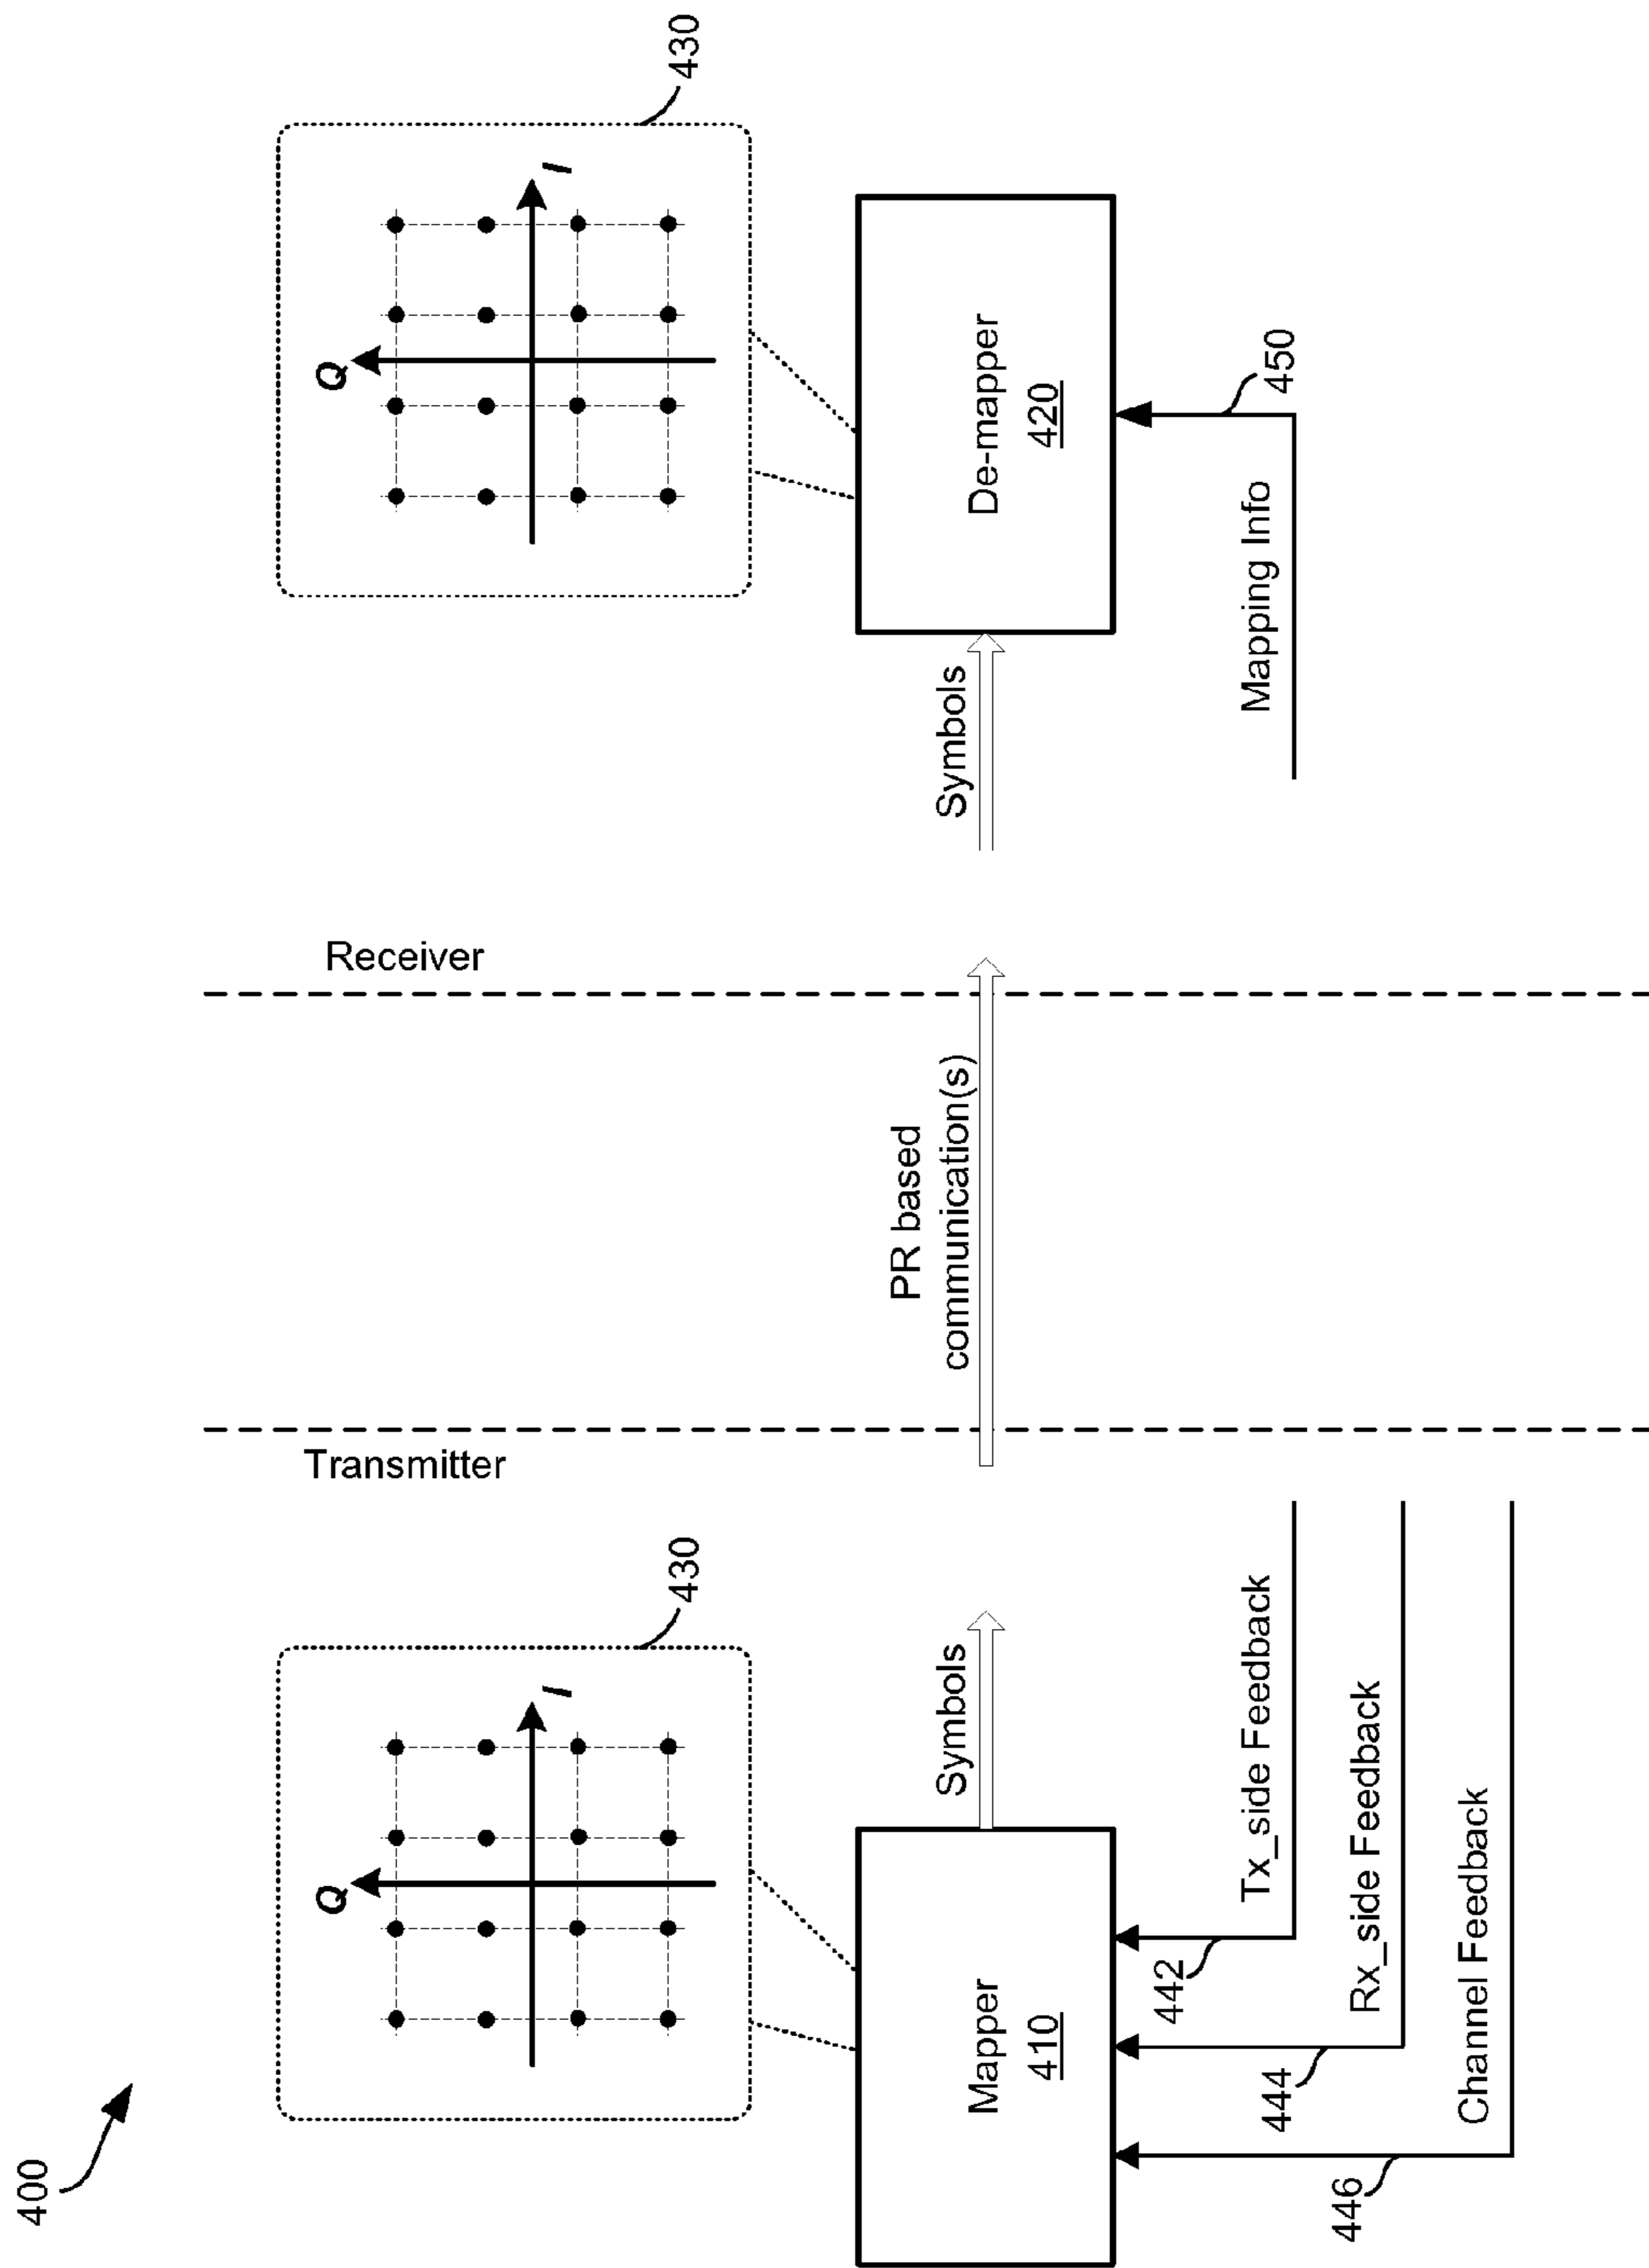 400
430
Q
I
Mapper
410
Symbols
442
Tx_side Feedback
444
Rx_side Feedback
446
Channel Feedback
Transmitter
PR based
communication(s)
Receiver
430
Q
I
Symbols
De-mapper
420
Mapping Info
450